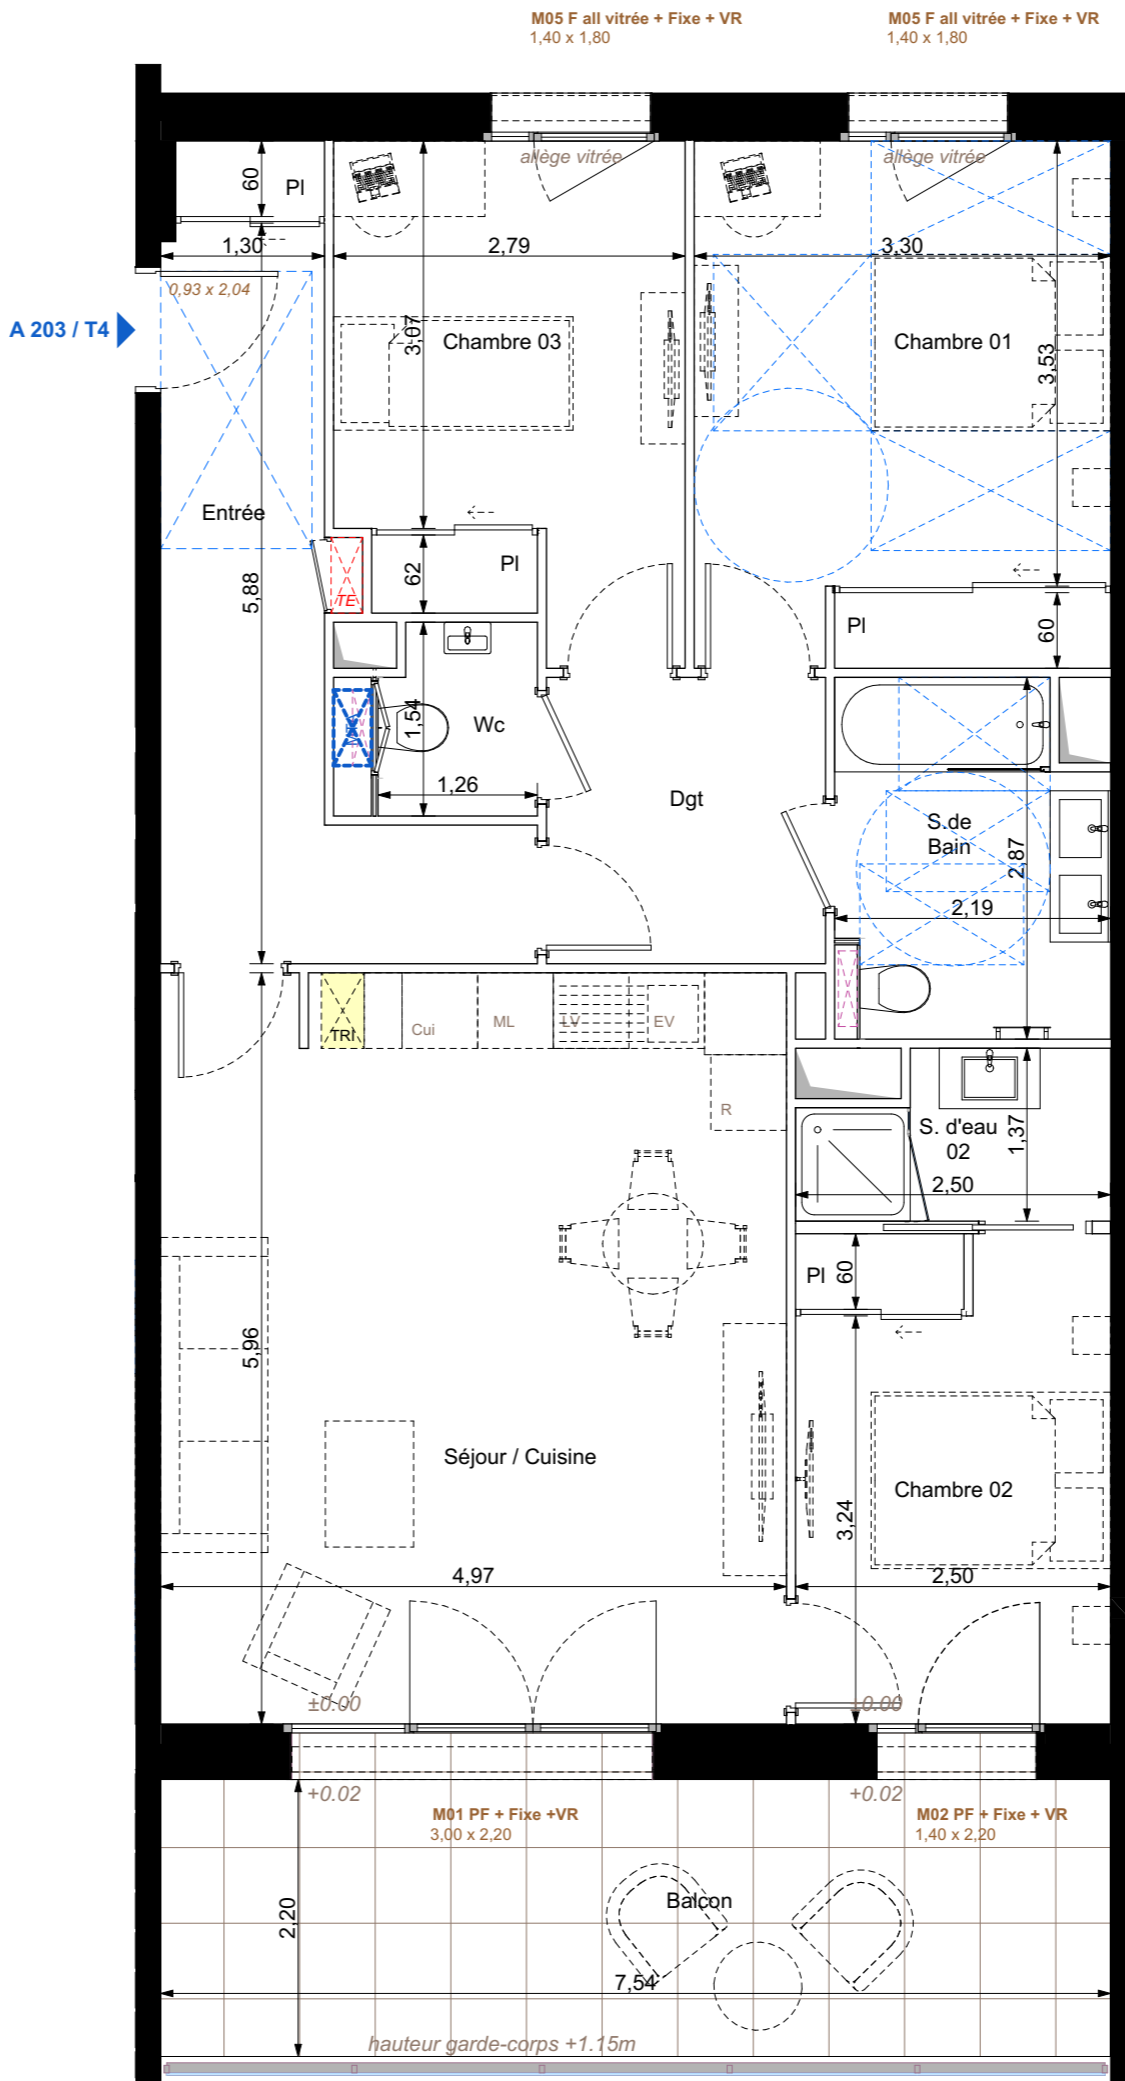 M05 F all vitrée + Fixe + VR
1,40 x 1,80
M05 F all vitrée + Fixe + VR
1,40 x 1,80
allège vitrée
allège vitrée
60
Pl
1,30
2,79
3,30
0,93 x 2,04
A 203 / T4
3,07
Chambre 03
Chambre 01
3,53
Entrée
5,88
TE
62
Pl
Pl
60
1,54
Wc
1,26
Dgt
S.de
Bain
2,87
2,19
TRI
Cui
ML
LV
EV
R
S. d'eau
02
1,37
2,50
Pl
60
5,96
Séjour / Cuisine
Chambre 02
3,24
4,97
2,50
±0.00
±0.00
+0.02
+0.02
M01 PF + Fixe +VR
3,00 x 2,20
M02 PF + Fixe + VR
1,40 x 2,20
2,20
Balcon
7,54
hauteur garde-corps +1.15m